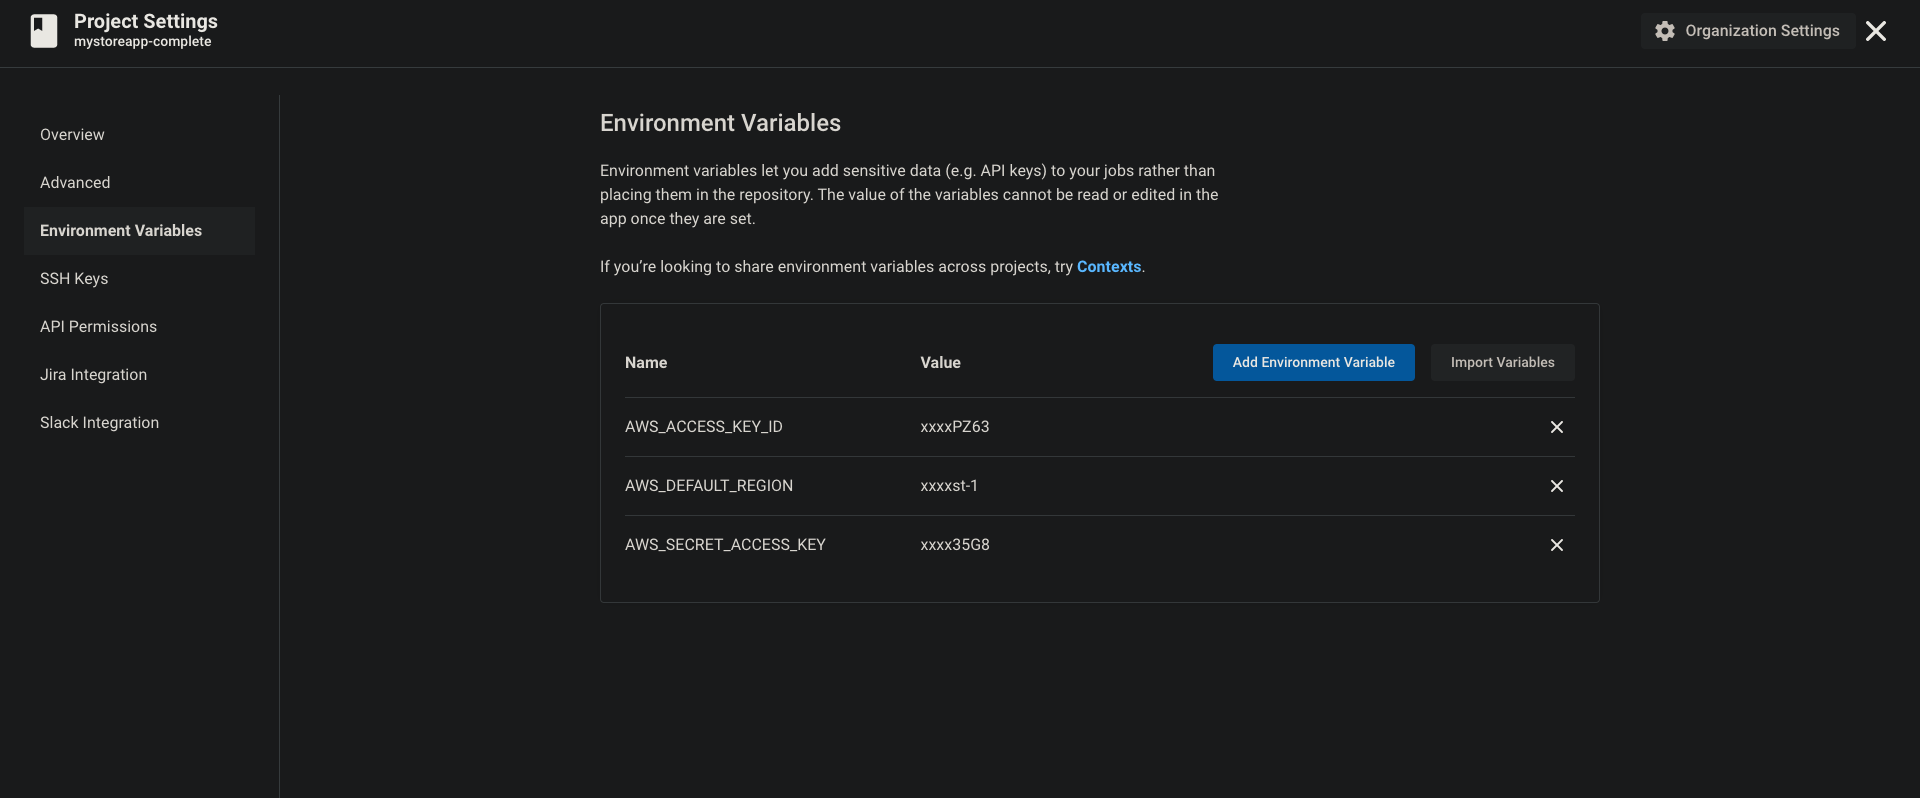 Project Settings
mystoreapp-complete
Organization Settings
Overview
Advanced
Environment Variables
SSH Keys
API Permissions
Jira Integration
Slack Integration
Environment Variables
Environment variables let you add sensitive data (e.g. API keys) to your jobs rather than
placing them in the repository. The value of the variables cannot be read or edited in the
app once they are set.
If you’re looking to share environment variables across projects, try Contexts.
Name Value Add Environment Variable Import Variables
AWS_ACCESS_KEY_ID xxxxPZ63
AWS_DEFAULT_REGION xxxxst-1
AWS_SECRET_ACCESS_KEY xxxx35G8